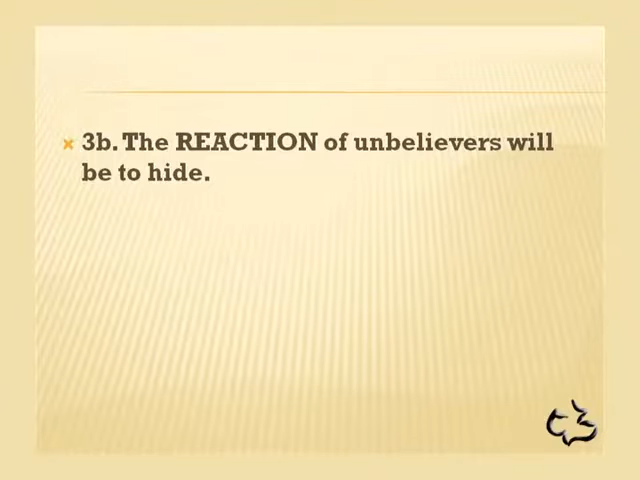 3b. The REACTION of unbelievers will
be to hide.